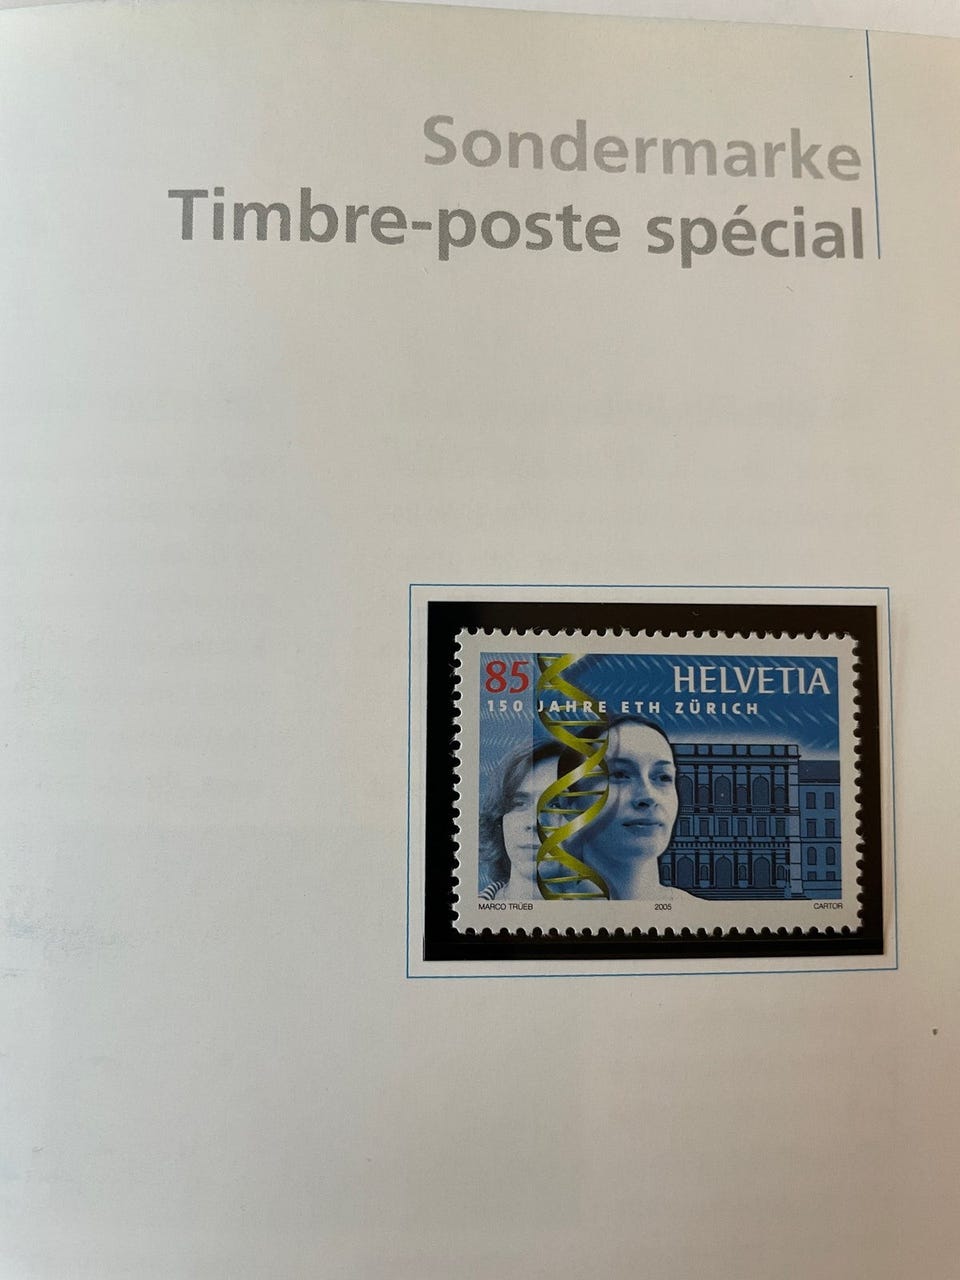 Sondermarke
Timbre-poste spécial
85 HELVETIA
150 JAHRE ETH ZÜRICH
MARCO TRÜEB 2005 CARTOR